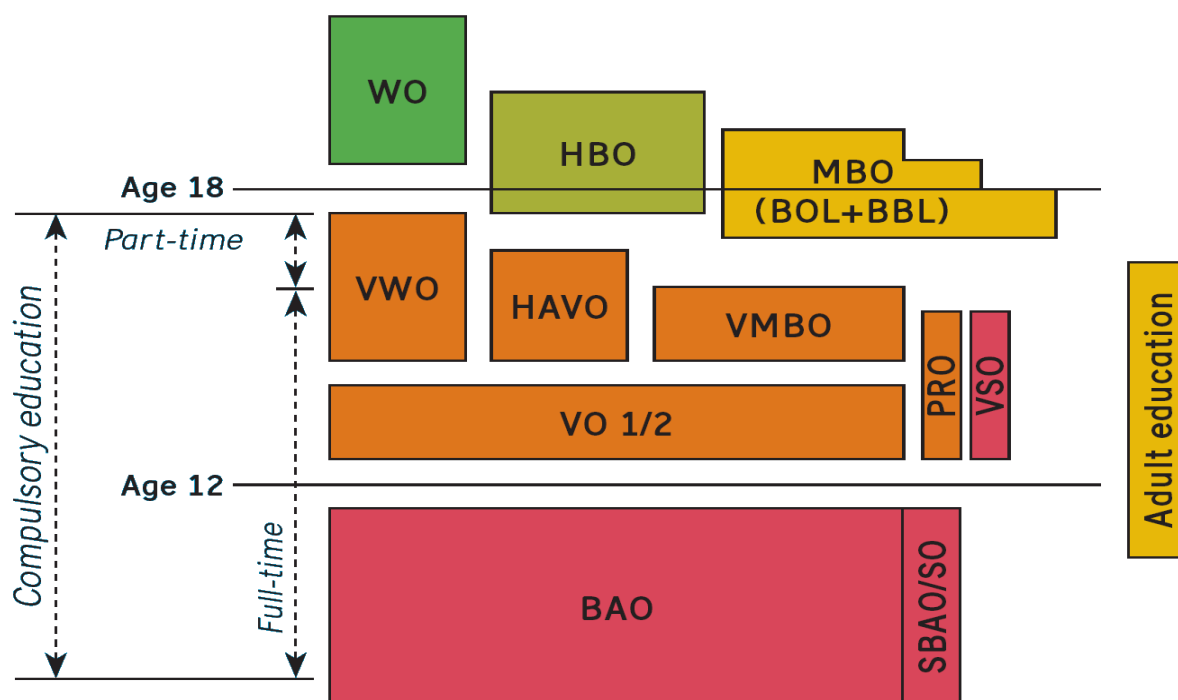 WO
HBO
MBO
(BOL+BBL)
Age 18
Part-time
VWO
HAVO
VMBO
PRO
VSO
VO 1/2
Age 12
Compulsory education
Full-time
BAO
SBAO/SO
Adult education